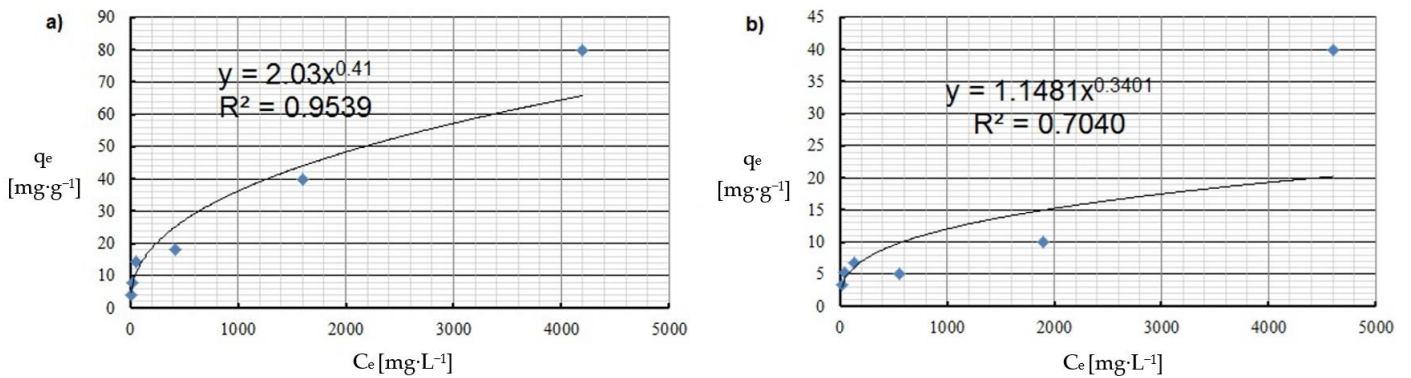 a)
90
80
70
60
50
40
30
20
10
0
y = 2.03x^0.41
R² = 0.9539
qe
[mg·g⁻¹]
0 1000 2000 3000 4000 5000
Ce [mg·L⁻¹]
b)
45
40
35
30
25
20
15
10
5
0
y = 1.1481x^0.3401
R² = 0.7040
qe
[mg·g⁻¹]
0 1000 2000 3000 4000 5000
Ce [mg·L⁻¹]